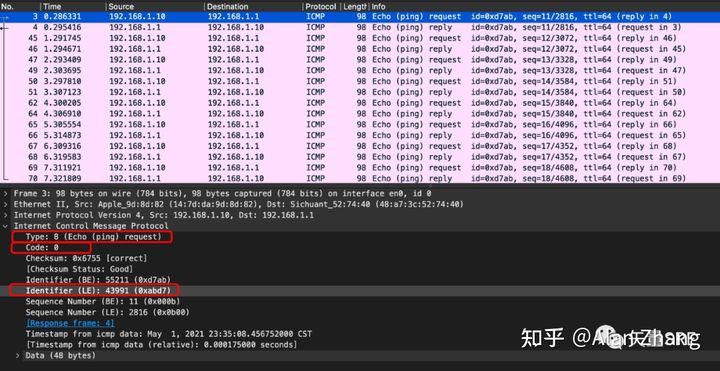 No. Time Source Destination Protocol Length Info
3 0.286331 192.168.1.10 192.168.1.1 ICMP 98 Echo (ping) request id=0xd7ab, seq=11/2816, ttl=64 (reply in 4)
4 0.295416 192.168.1.1 192.168.1.10 ICMP 98 Echo (ping) reply id=0xd7ab, seq=11/2816, ttl=64 (request in 3)
45 1.291745 192.168.1.10 192.168.1.1 ICMP 98 Echo (ping) request id=0xd7ab, seq=12/3072, ttl=64 (reply in 46)
46 1.294671 192.168.1.1 192.168.1.10 ICMP 98 Echo (ping) reply id=0xd7ab, seq=12/3072, ttl=64 (request in 45)
47 2.293409 192.168.1.10 192.168.1.1 ICMP 98 Echo (ping) request id=0xd7ab, seq=13/3328, ttl=64 (reply in 49)
49 2.303695 192.168.1.1 192.168.1.10 ICMP 98 Echo (ping) reply id=0xd7ab, seq=13/3328, ttl=64 (request in 47)
50 3.297810 192.168.1.10 192.168.1.1 ICMP 98 Echo (ping) request id=0xd7ab, seq=14/3584, ttl=64 (reply in 51)
51 3.307123 192.168.1.1 192.168.1.10 ICMP 98 Echo (ping) reply id=0xd7ab, seq=14/3584, ttl=64 (request in 50)
62 4.300205 192.168.1.10 192.168.1.1 ICMP 98 Echo (ping) request id=0xd7ab, seq=15/3840, ttl=64 (reply in 64)
64 4.306910 192.168.1.1 192.168.1.10 ICMP 98 Echo (ping) reply id=0xd7ab, seq=15/3840, ttl=64 (request in 62)
65 5.305554 192.168.1.10 192.168.1.1 ICMP 98 Echo (ping) request id=0xd7ab, seq=16/4096, ttl=64 (reply in 66)
66 5.314873 192.168.1.1 192.168.1.10 ICMP 98 Echo (ping) reply id=0xd7ab, seq=16/4096, ttl=64 (request in 65)
67 6.309316 192.168.1.10 192.168.1.1 ICMP 98 Echo (ping) request id=0xd7ab, seq=17/4352, ttl=64 (reply in 68)
68 6.319583 192.168.1.1 192.168.1.10 ICMP 98 Echo (ping) reply id=0xd7ab, seq=17/4352, ttl=64 (request in 67)
69 7.311921 192.168.1.10 192.168.1.1 ICMP 98 Echo (ping) request id=0xd7ab, seq=18/4608, ttl=64 (reply in 70)
70 7.321809 192.168.1.1 192.168.1.10 ICMP 98 Echo (ping) reply id=0xd7ab, seq=18/4608, ttl=64 (request in 69)
Frame 3: 98 bytes on wire (784 bits), 98 bytes captured (784 bits) on interface en0, id 0
Ethernet II, Src: Apple_9d:8d:82 (14:7d:da:9d:8d:82), Dst: Sichuant_52:74:40 (48:a7:3c:52:74:40)
Internet Protocol Version 4, Src: 192.168.1.10, Dst: 192.168.1.1
Internet Control Message Protocol
Type: 8 (Echo (ping) request)
Code: 0
Checksum: 0x6755 [correct]
[Checksum Status: Good]
Identifier (BE): 55211 (0xd7ab)
Identifier (LE): 43991 (0xabd7)
Sequence Number (BE): 11 (0x000b)
Sequence Number (LE): 2816 (0x0b00)
[Response frame: 4]
Timestamp from icmp data: May 1, 2021 23:35:08.456752000 CST
[Timestamp from icmp data (relative): 0.000175000 seconds]
Data (48 bytes)
知乎 @Alan Zhang